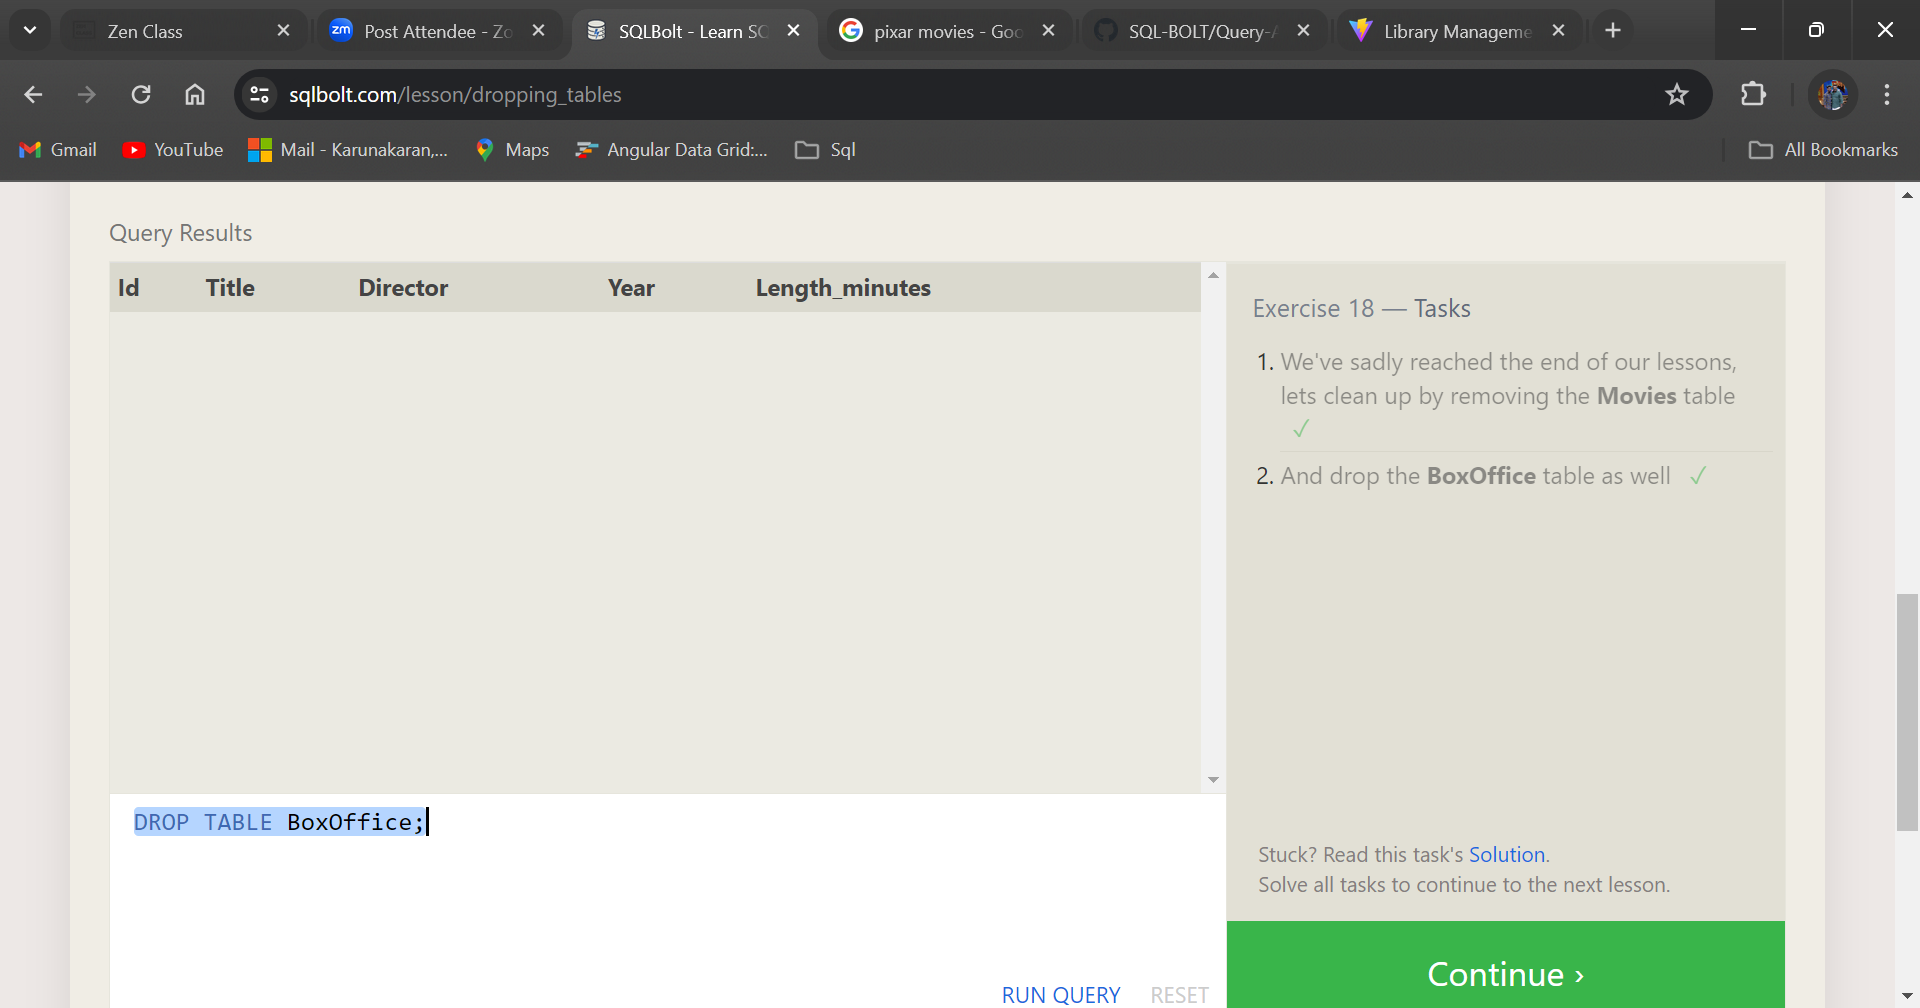 Zen Class
zm Post Attendee - Zo
SQLBolt - Learn SQ
pixar movies - Goo
SQL-BOLT/Query-A
Library Manageme
sqlbolt.com/lesson/dropping_tables
Gmail
YouTube
Mail - Karunakaran,...
Maps
Angular Data Grid:...
Sql
All Bookmarks
Query Results
Id Title Director Year Length_minutes
Exercise 18 — Tasks
1. We've sadly reached the end of our lessons,
lets clean up by removing the Movies table
✓
2. And drop the BoxOffice table as well ✓
DROP TABLE BoxOffice;
Stuck? Read this task's Solution.
Solve all tasks to continue to the next lesson.
RUN QUERY RESET
Continue ›